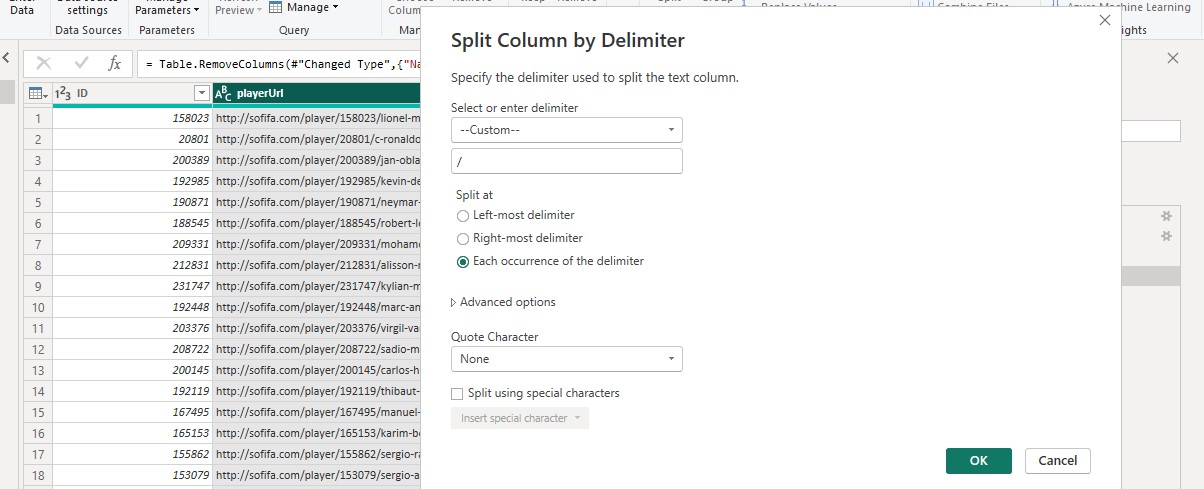 Data
settings
Preview
Manage
Parameters
Replace Values
Combine Files
Azure Machine Learning
Data Sources
Parameters
Query
fx
= Table.RemoveColumns(#"Changed Type",{"Na
1 2 3 ID
A B C playerUrl
1 158023 http://sofifa.com/player/158023/lionel-m
2 20801 http://sofifa.com/player/20801/c-ronaldo
3 200389 http://sofifa.com/player/200389/jan-obla
4 192985 http://sofifa.com/player/192985/kevin-de
5 190871 http://sofifa.com/player/190871/neymar-
6 188545 http://sofifa.com/player/188545/robert-le
7 209331 http://sofifa.com/player/209331/mohame
8 212831 http://sofifa.com/player/212831/alisson-r
9 231747 http://sofifa.com/player/231747/kylian-m
10 192448 http://sofifa.com/player/192448/marc-an
11 203376 http://sofifa.com/player/203376/virgil-va
12 208722 http://sofifa.com/player/208722/sadio-m
13 200145 http://sofifa.com/player/200145/carlos-h
14 192119 http://sofifa.com/player/192119/thibaut-
15 167495 http://sofifa.com/player/167495/manuel-
16 165153 http://sofifa.com/player/165153/karim-be
17 155862 http://sofifa.com/player/155862/sergio-ra
18 153079 http://sofifa.com/player/153079/sergio-a
Split Column by Delimiter
Specify the delimiter used to split the text column.
Select or enter delimiter
--Custom--
/
Split at
Left-most delimiter
Right-most delimiter
Each occurrence of the delimiter
Advanced options
Quote Character
None
Split using special characters
Insert special character
OK
Cancel